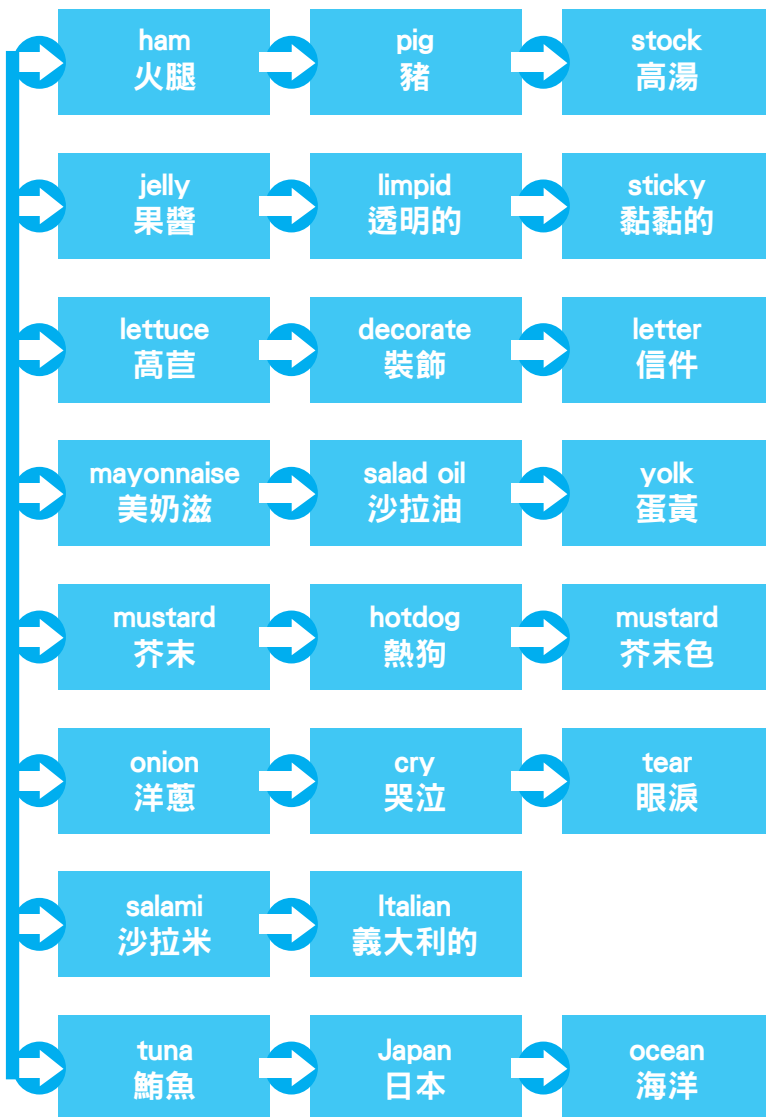 ham
火腿
pig
豬
stock
高湯
jelly
果醬
limpid
透明的
sticky
黏黏的
lettuce
萵苣
decorate
裝飾
letter
信件
mayonnaise
美奶滋
salad oil
沙拉油
yolk
蛋黃
mustard
芥末
hotdog
熱狗
mustard
芥末色
onion
洋蔥
cry
哭泣
tear
眼淚
salami
沙拉米
Italian
義大利的
tuna
鮪魚
Japan
日本
ocean
海洋